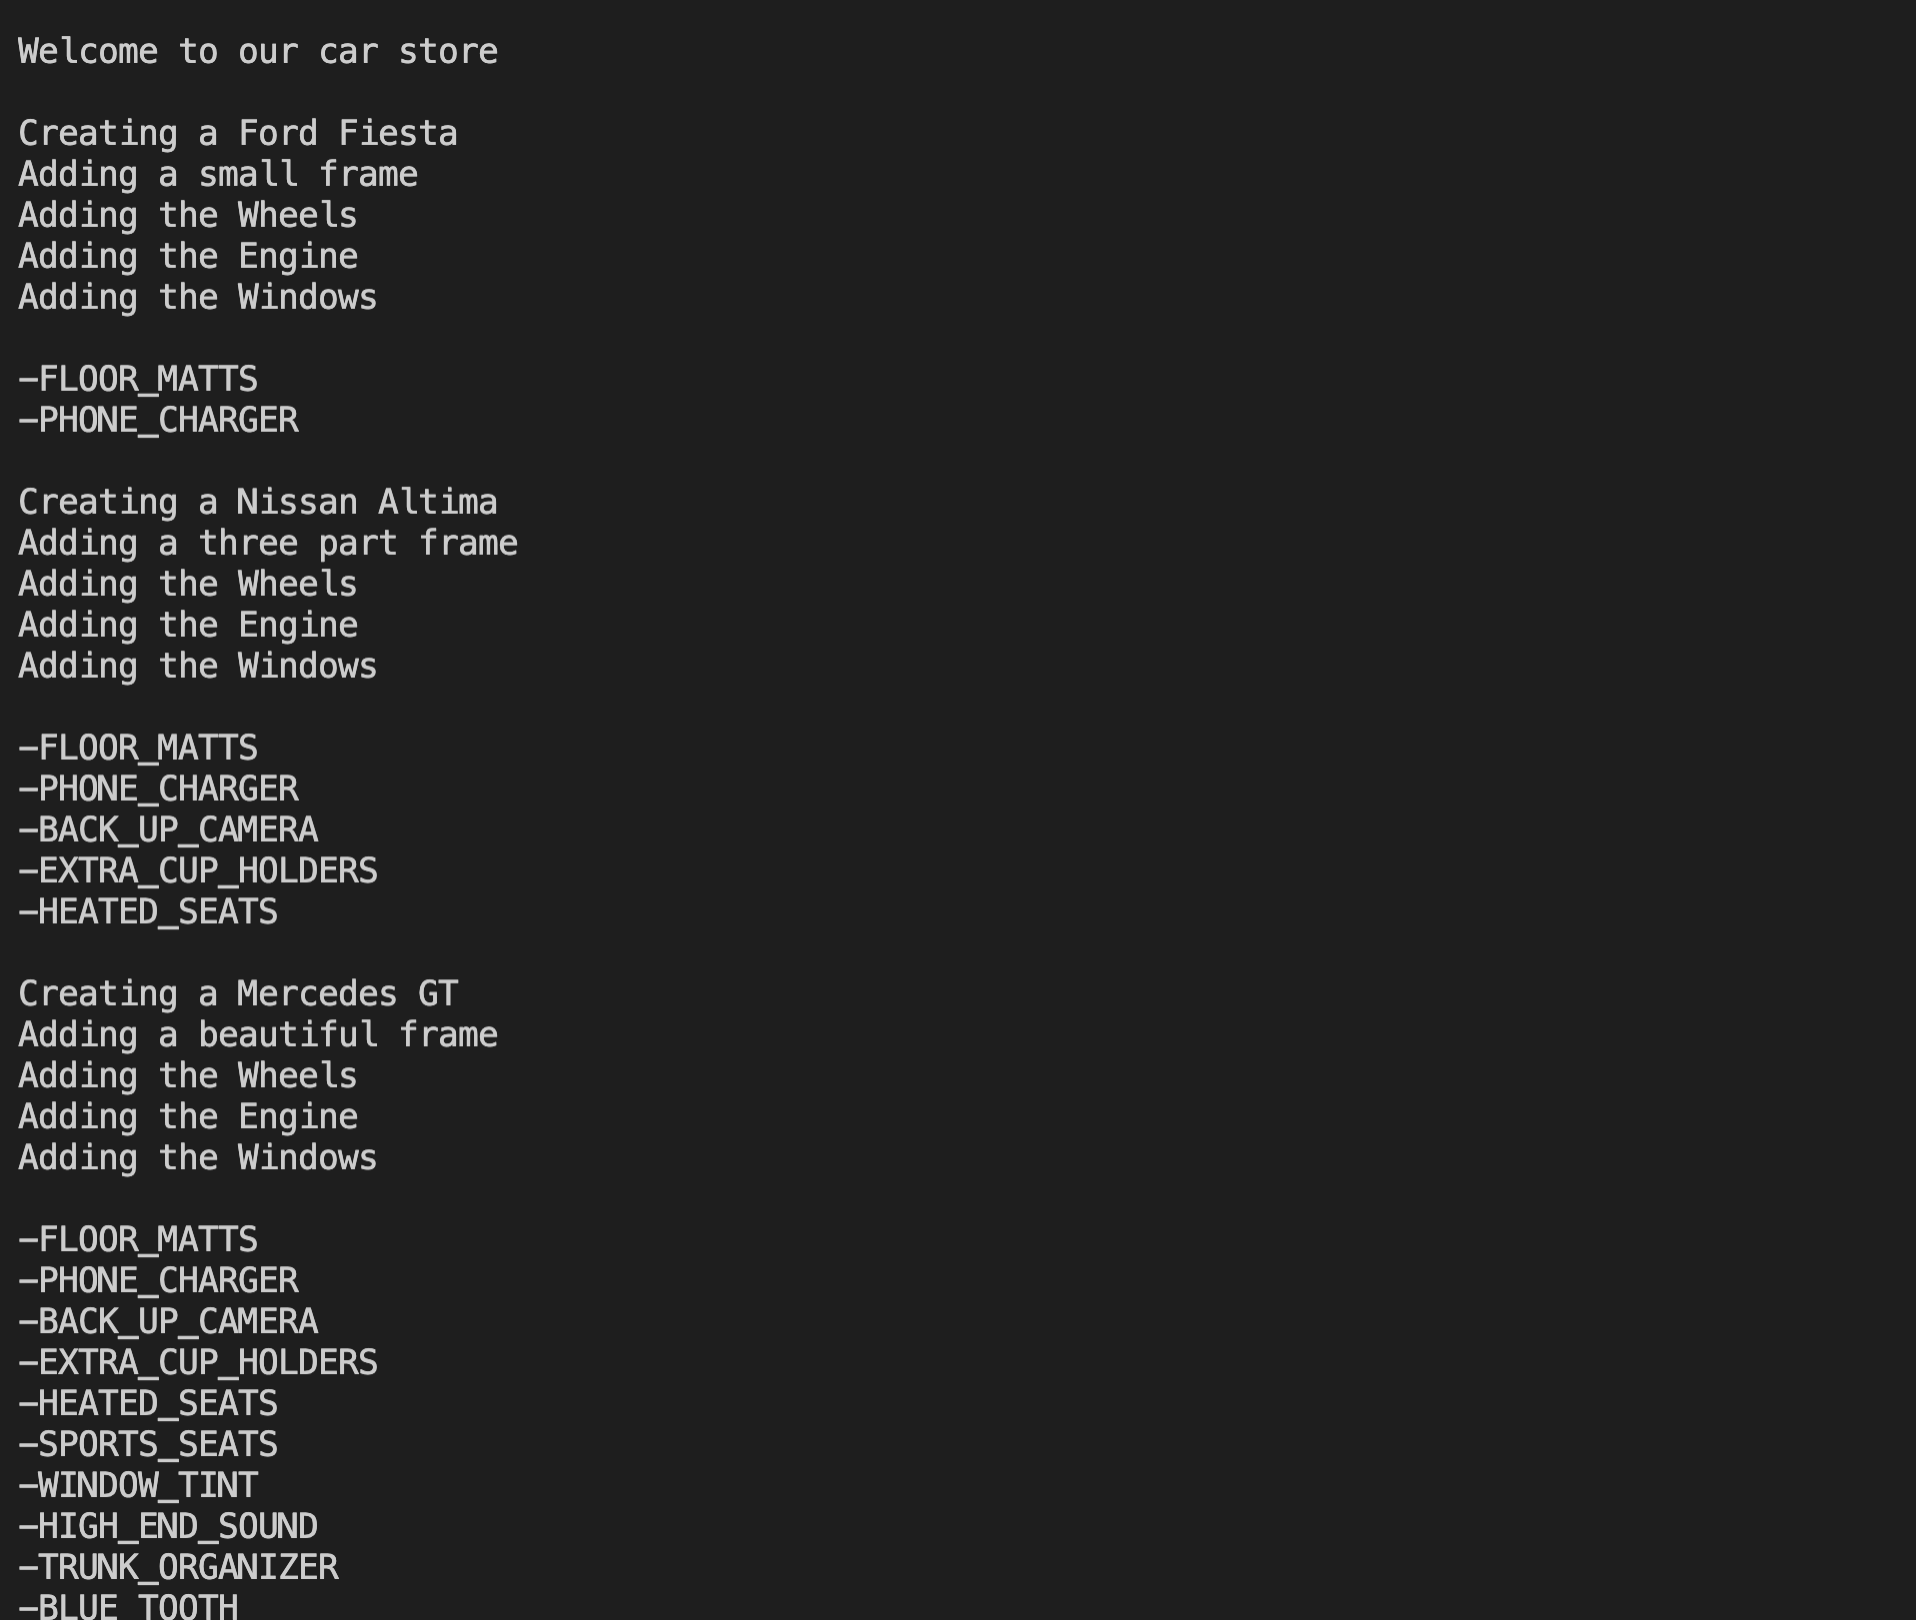 Welcome to our car store
Creating a Ford Fiesta
Adding a small frame
Adding the Wheels
Adding the Engine
Adding the Windows
-FLOOR_MATTS
-PHONE_CHARGER
Creating a Nissan Altima
Adding a three part frame
Adding the Wheels
Adding the Engine
Adding the Windows
-FLOOR_MATTS
-PHONE_CHARGER
-BACK_UP_CAMERA
-EXTRA_CUP_HOLDERS
-HEATED_SEATS
Creating a Mercedes GT
Adding a beautiful frame
Adding the Wheels
Adding the Engine
Adding the Windows
-FLOOR_MATTS
-PHONE_CHARGER
-BACK_UP_CAMERA
-EXTRA_CUP_HOLDERS
-HEATED_SEATS
-SPORTS_SEATS
-WINDOW_TINT
-HIGH_END_SOUND
-TRUNK_ORGANIZER
-BLUE_TOOTH